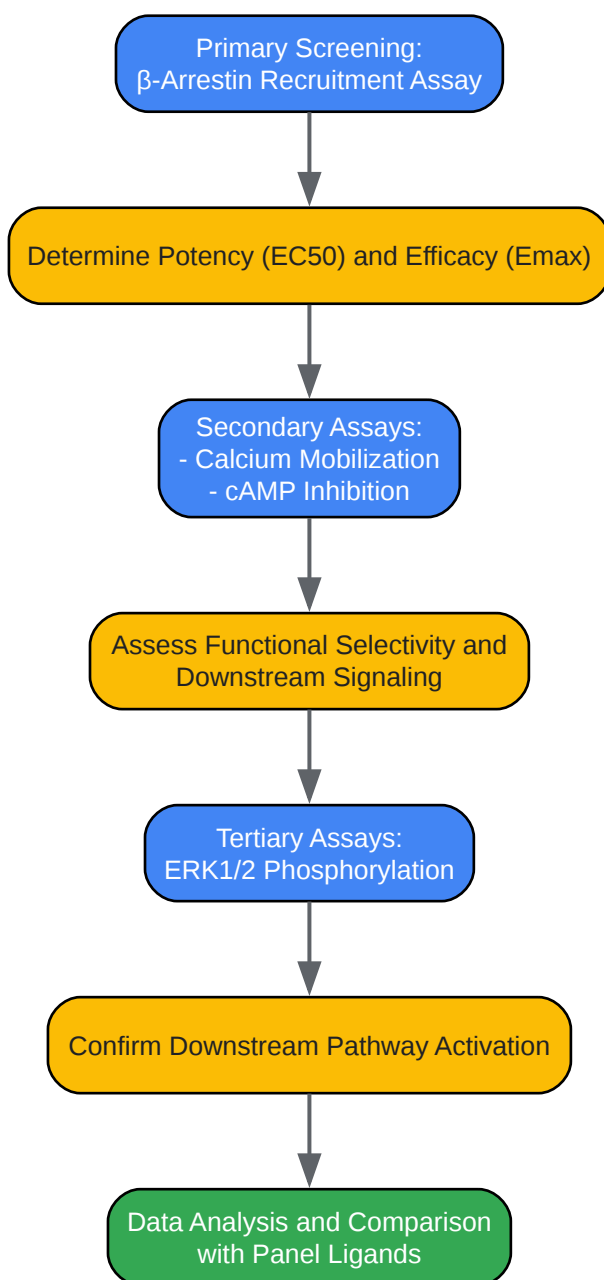 Primary Screening:
β-Arrestin Recruitment Assay
Determine Potency (EC50) and Efficacy (Emax)
Secondary Assays:
- Calcium Mobilization
- cAMP Inhibition
Assess Functional Selectivity and
Downstream Signaling
Tertiary Assays:
ERK1/2 Phosphorylation
Confirm Downstream Pathway Activation
Data Analysis and Comparison
with Panel Ligands